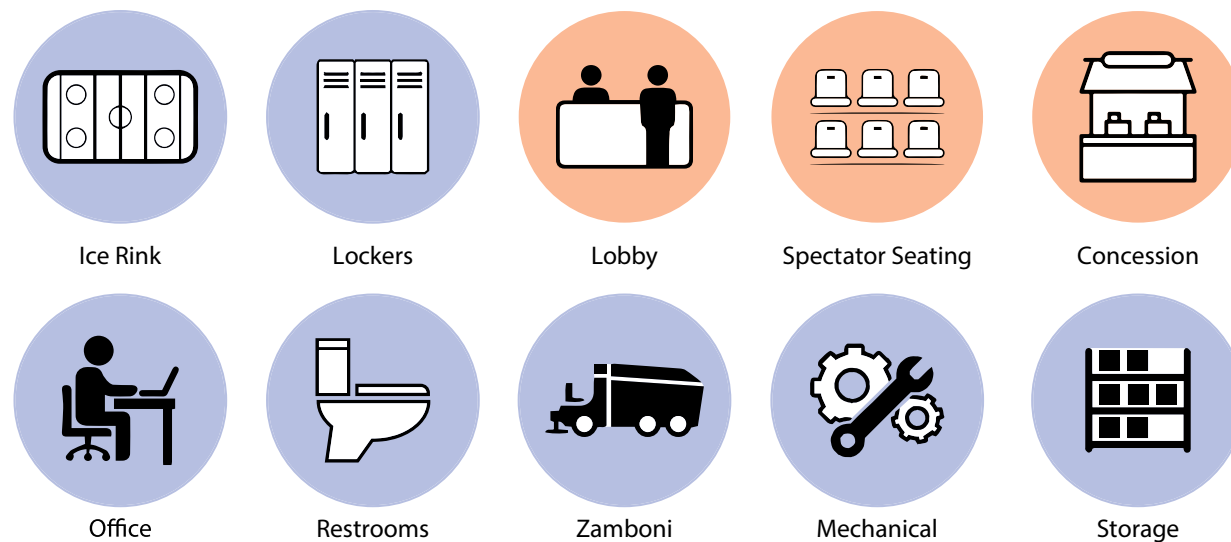 Ice Rink
Lockers
Lobby
Spectator Seating
Concession
Office
Restrooms
Zamboni
Mechanical
Storage